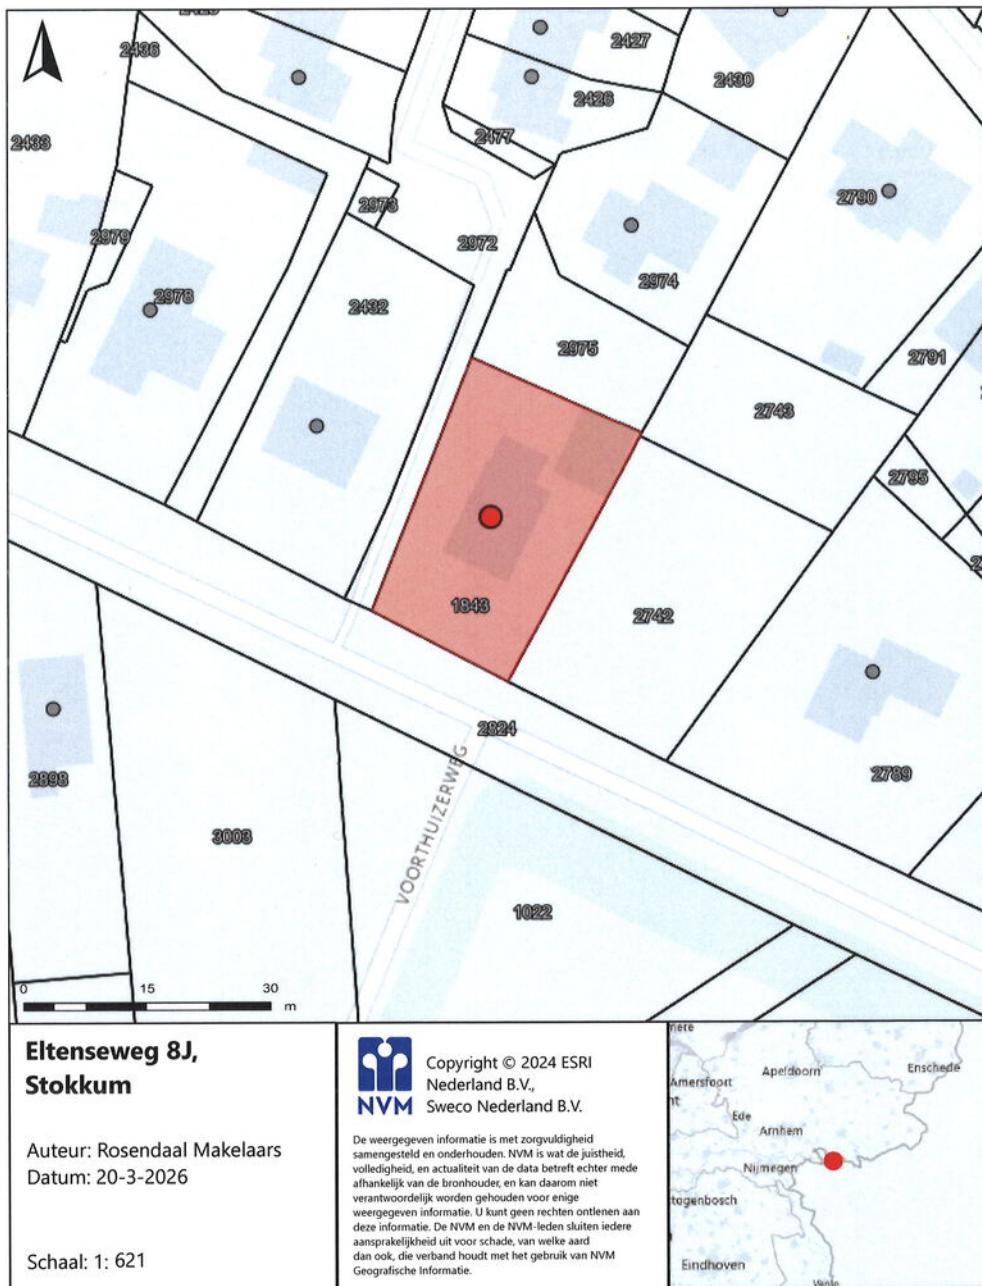 2436
2427
2430
2426
2433
2477
2790
2973
2979
2972
2974
2978
2432
2975
2791
2743
2795
1843
2742
2824
2789
2898
VOORTHUIZERWEG
3003
1022
0 15 30
m
Eltenseweg 8J,
Stokkum
Auteur: Rosendaal Makelaars
Datum: 20-3-2026
Schaal: 1: 621
NVM
Copyright © 2024 ESRI
Nederland B.V.,
Sweco Nederland B.V.
De weergegeven informatie is met zorgvuldigheid
samengesteld en onderhouden. NVM is wat de juistheid,
volledigheid, en actualiteit van de data betreft echter mede
afhankelijk van de bronhouder, en kan daarom niet
verantwoordelijk worden gehouden voor enige
weergegeven informatie. U kunt geen rechten ontlenen aan
deze informatie. De NVM en de NVM-leden sluiten iedere
aansprakelijkheid uit voor schade, van welke aard
dan ook, die verband houdt met het gebruik van NVM
Geografische Informatie.
mere
Apeldoorn
Enschede
Amersfoort
ht
Ede
Arnhem
Nijmegen
togenbosch
Eindhoven
Venlo